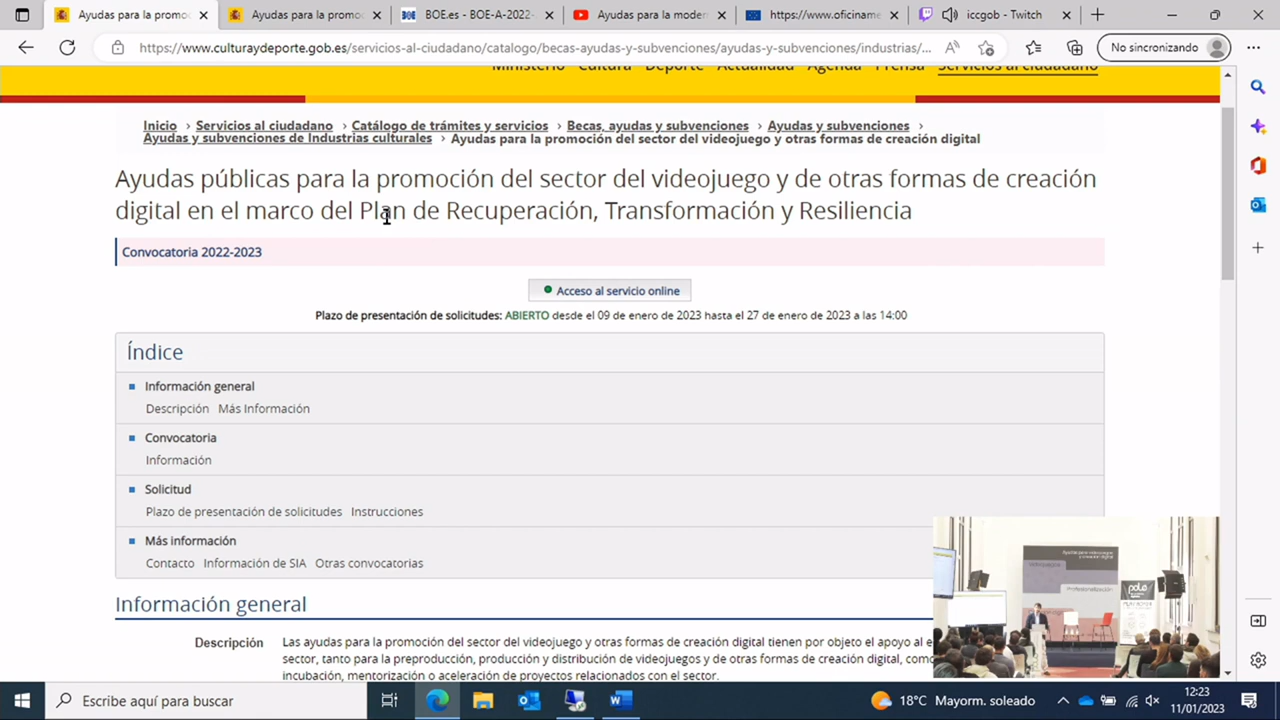 Ayudas para la promo
Ayudas para la promo
BOE.es - BOE-A-2022-
Ayudas para la moder
https://www.oficiname
iccgob - Twitch
https://www.culturaydeporte.gob.es/servicios-al-ciudadano/catalogo/becas-ayudas-y-subvenciones/ayudas-y-subvenciones/industrias/...
No sincronizando
Ministerio Cultura Deporte Actualidad Agenda Prensa Servicios al ciudadano
Inicio > Servicios al ciudadano > Catálogo de trámites y servicios > Becas, ayudas y subvenciones > Ayudas y subvenciones >
Ayudas y subvenciones de Industrias culturales > Ayudas para la promoción del sector del videojuego y otras formas de creación digital
Ayudas públicas para la promoción del sector del videojuego y de otras formas de creación
digital en el marco del Plan de Recuperación, Transformación y Resiliencia
Convocatoria 2022-2023
Acceso al servicio online
Plazo de presentación de solicitudes: ABIERTO desde el 09 de enero de 2023 hasta el 27 de enero de 2023 a las 14:00
Índice
Información general
Descripción Más Información
Convocatoria
Información
Solicitud
Plazo de presentación de solicitudes Instrucciones
Más información
Contacto Información de SIA Otras convocatorias
Información general
Descripción Las ayudas para la promoción del sector del videojuego y otras formas de creación digital tienen por objeto el apoyo al
sector, tanto para la preproducción, producción y distribución de videojuegos y de otras formas de creación digital, como
incubación, mentorización o aceleración de proyectos relacionados con el sector.
Profesionalización
polo
Escribe aquí para buscar
18°C Mayorm. soleado
12:23
11/01/2023